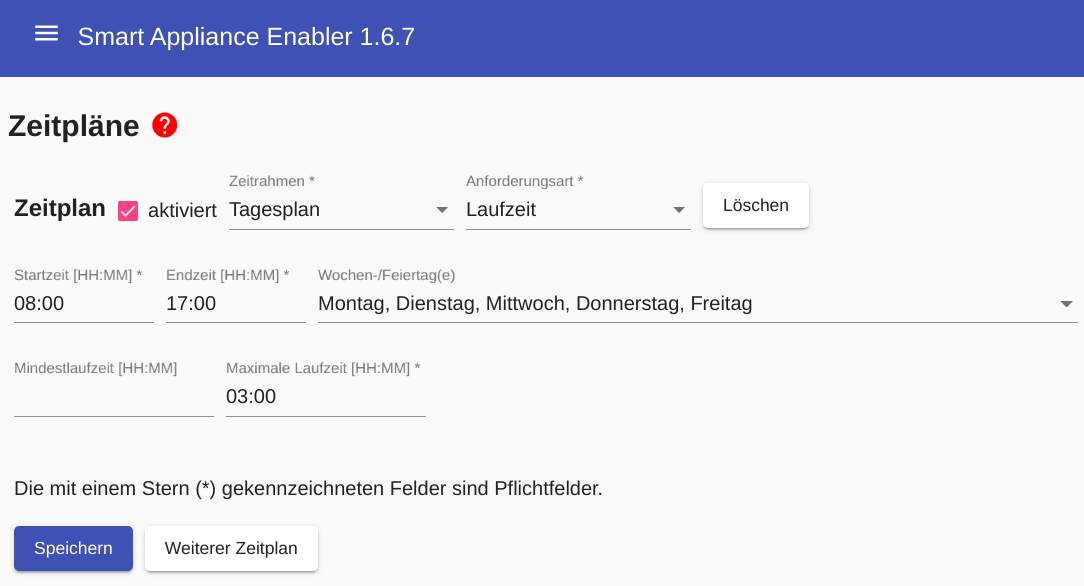 Smart Appliance Enabler 1.6.7
Zeitpläne ?
Zeitrahmen * Anforderungsart *
Zeitplan aktiviert Tagesplan Laufzeit Löschen
Startzeit [HH:MM] * Endzeit [HH:MM] * Wochen-/Feiertag(e)
08:00 17:00 Montag, Dienstag, Mittwoch, Donnerstag, Freitag
Mindestlaufzeit [HH:MM] Maximale Laufzeit [HH:MM] *
03:00
Die mit einem Stern (*) gekennzeichneten Felder sind Pflichtfelder.
Speichern Weiterer Zeitplan